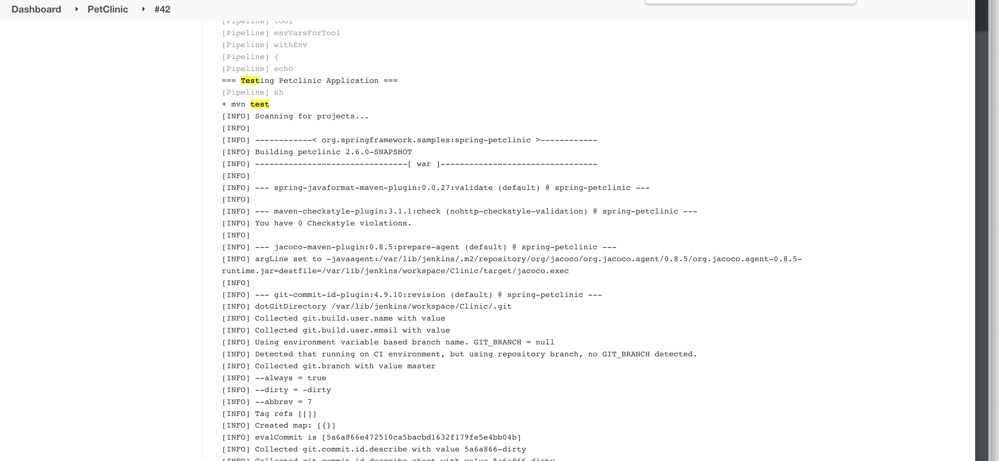 Dashboard ▸ PetClinic ▸ #42
[Pipeline] tool
[Pipeline] envVarsForTool
[Pipeline] withEnv
[Pipeline] {
[Pipeline] echo
=== Testing Petclinic Application ===
[Pipeline] sh
+ mvn test
[INFO] Scanning for projects...
[INFO]
[INFO] ------------< org.springframework.samples:spring-petclinic >------------
[INFO] Building petclinic 2.6.0-SNAPSHOT
[INFO] --------------------------------[ war ]---------------------------------
[INFO]
[INFO] --- spring-javaformat-maven-plugin:0.0.27:validate (default) @ spring-petclinic ---
[INFO]
[INFO] --- maven-checkstyle-plugin:3.1.1:check (nohttp-checkstyle-validation) @ spring-petclinic ---
[INFO] You have 0 Checkstyle violations.
[INFO]
[INFO] --- jacoco-maven-plugin:0.8.5:prepare-agent (default) @ spring-petclinic ---
[INFO] argLine set to -javaagent:/var/lib/jenkins/.m2/repository/org/jacoco/org.jacoco.agent/0.8.5/org.jacoco.agent-0.8.5-
runtime.jar=destfile=/var/lib/jenkins/workspace/Clinic/target/jacoco.exec
[INFO]
[INFO] --- git-commit-id-plugin:4.9.10:revision (default) @ spring-petclinic ---
[INFO] dotGitDirectory /var/lib/jenkins/workspace/Clinic/.git
[INFO] Collected git.build.user.name with value
[INFO] Collected git.build.user.email with value
[INFO] Using environment variable based branch name. GIT_BRANCH = null
[INFO] Detected that running on CI environment, but using repository branch, no GIT_BRANCH detected.
[INFO] Collected git.branch with value master
[INFO] --always = true
[INFO] --dirty = -dirty
[INFO] --abbrev = 7
[INFO] Tag refs [[]]
[INFO] Created map: [{}]
[INFO] evalCommit is [5a6a866e472510ca5bacbd1632f179fe5e4bb04b]
[INFO] Collected git.commit.id.describe with value 5a6a866-dirty
[INFO] Collected git.commit.id.describe-short with value 5a6a866-dirty